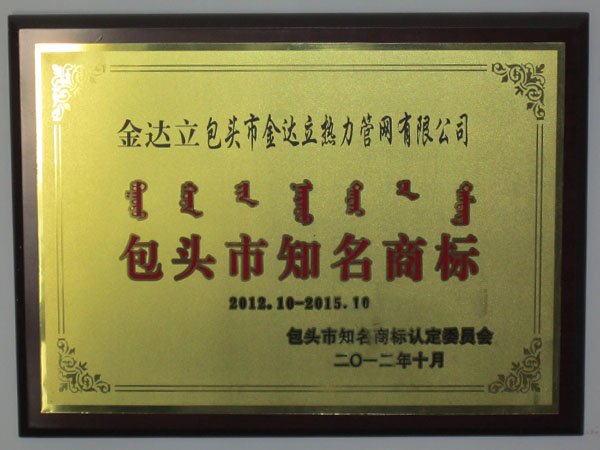 金达立包头市金达立热力管网有限公司
包头市知名商标
2012.10-2015.10
包头市知名商标认定委员会
二〇一二年十月